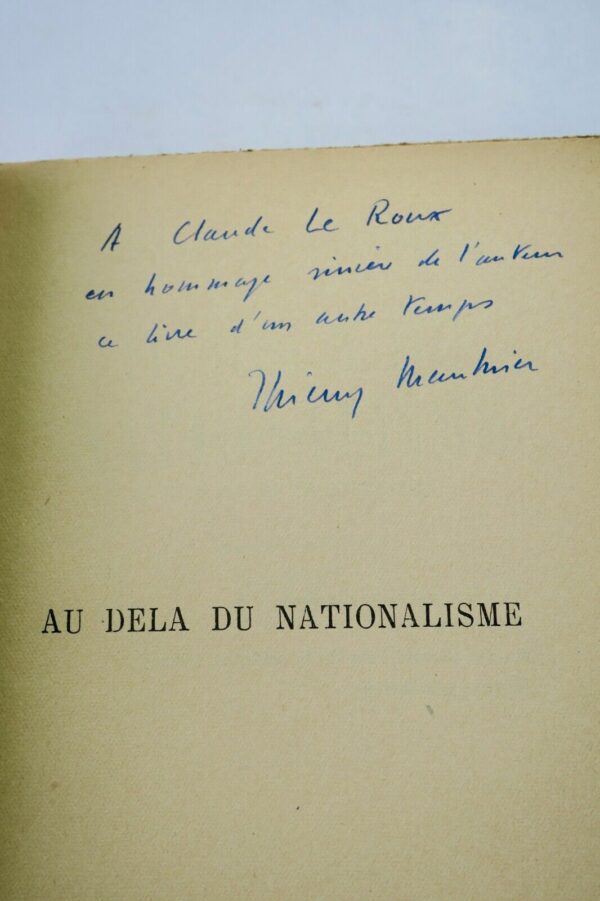 A Claude Le Roux
en hommage sincère de l'auteur
ce livre d'un autre temps
Thierry Maulnier
AU DELA DU NATIONALISME